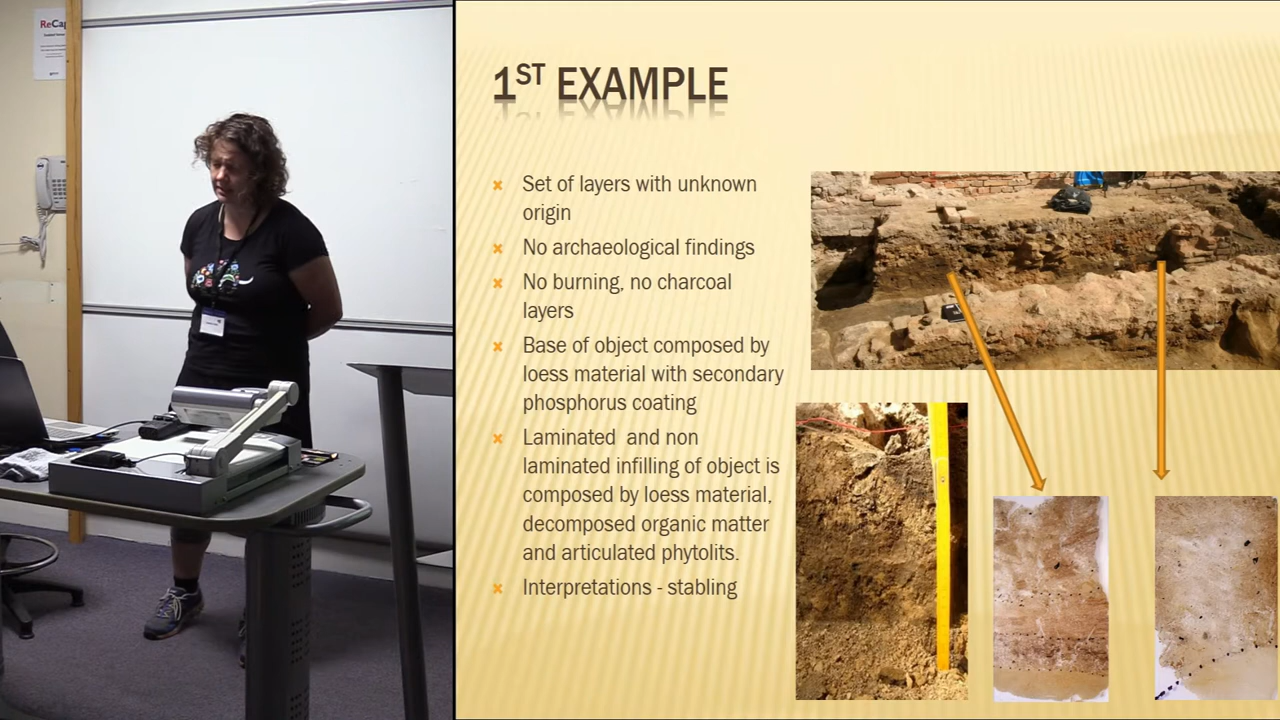 ReCap
1ST EXAMPLE
Set of layers with unknown
origin
No archaeological findings
No burning, no charcoal
layers
Base of object composed by
loess material with secondary
phosphorus coating
Laminated and non
laminated infilling of object is
composed by loess material,
decomposed organic matter
and articulated phytolits.
Interpretations - stabling